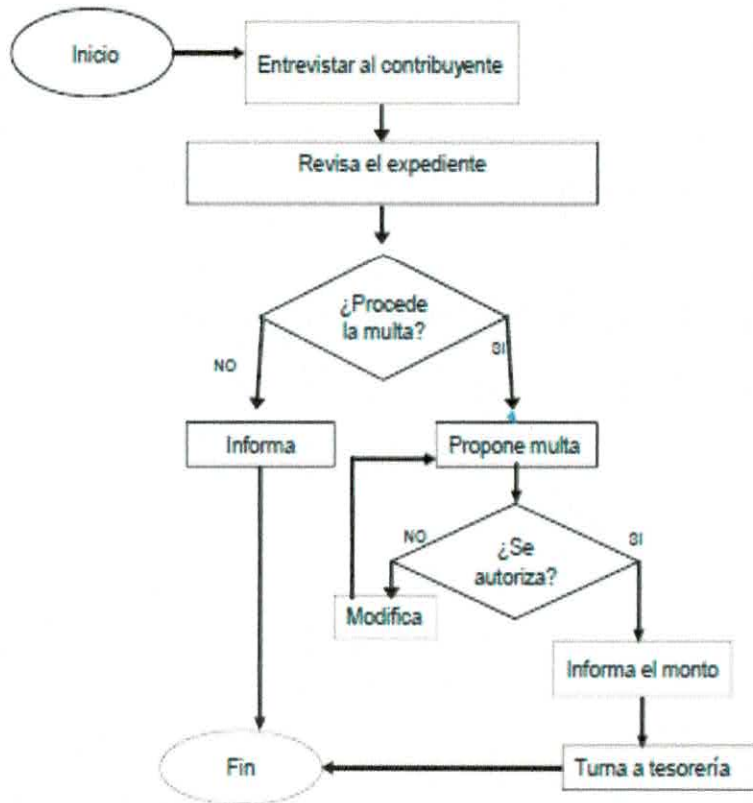 Inicio
Entrevistar al contribuyente
Revisa el expediente
¿Procede
la multa?
NO
SI
Informa
Propone multa
NO
¿Se
autoriza?
SI
Modifica
Informa el monto
Fin
Turna a tesorería